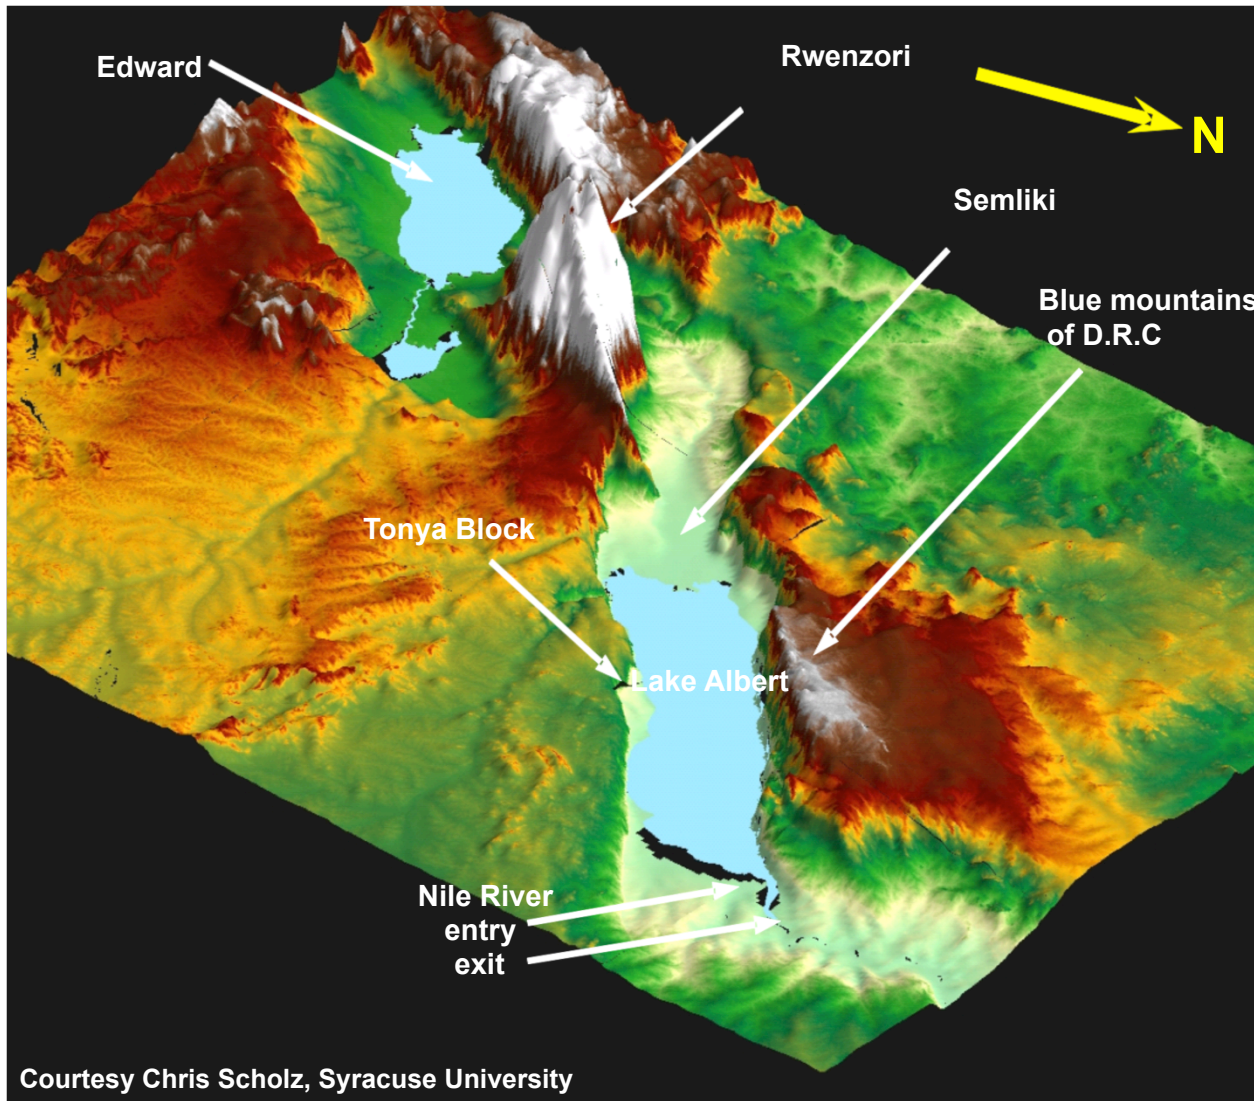 Edward
Rwenzori
N
Semliki
Blue mountains
of D.R.C
Tonya Block
Lake Albert
Nile River
entry
exit
Courtesy Chris Scholz, Syracuse University